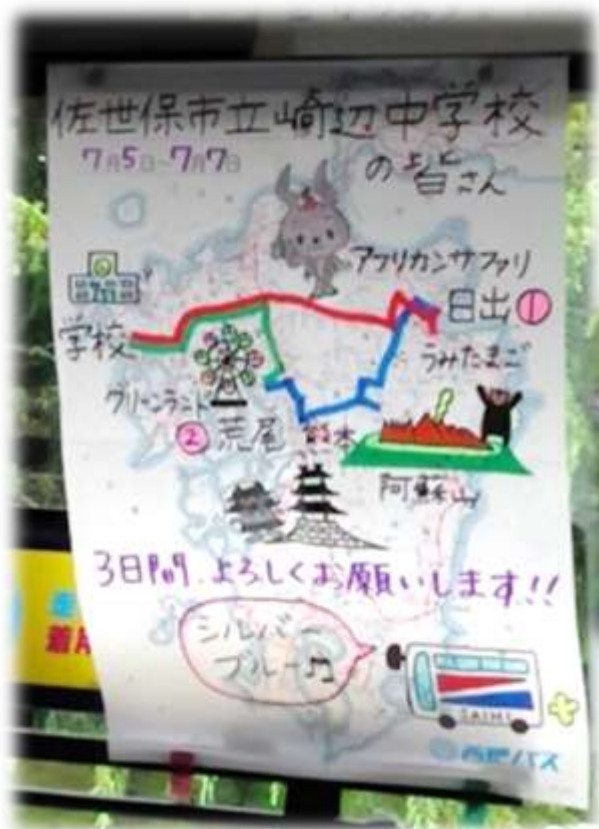 佐世保市立崎辺中学校
7月5日~7月7日
の皆さん
アフリカンサファリ
日出①
学校
うみたまご
グリーンランド
②荒尾 熊本
阿蘇山
3日間、よろしくお願いします!!
シルバー
ブルー♫
SAIHI
西肥バス
着席